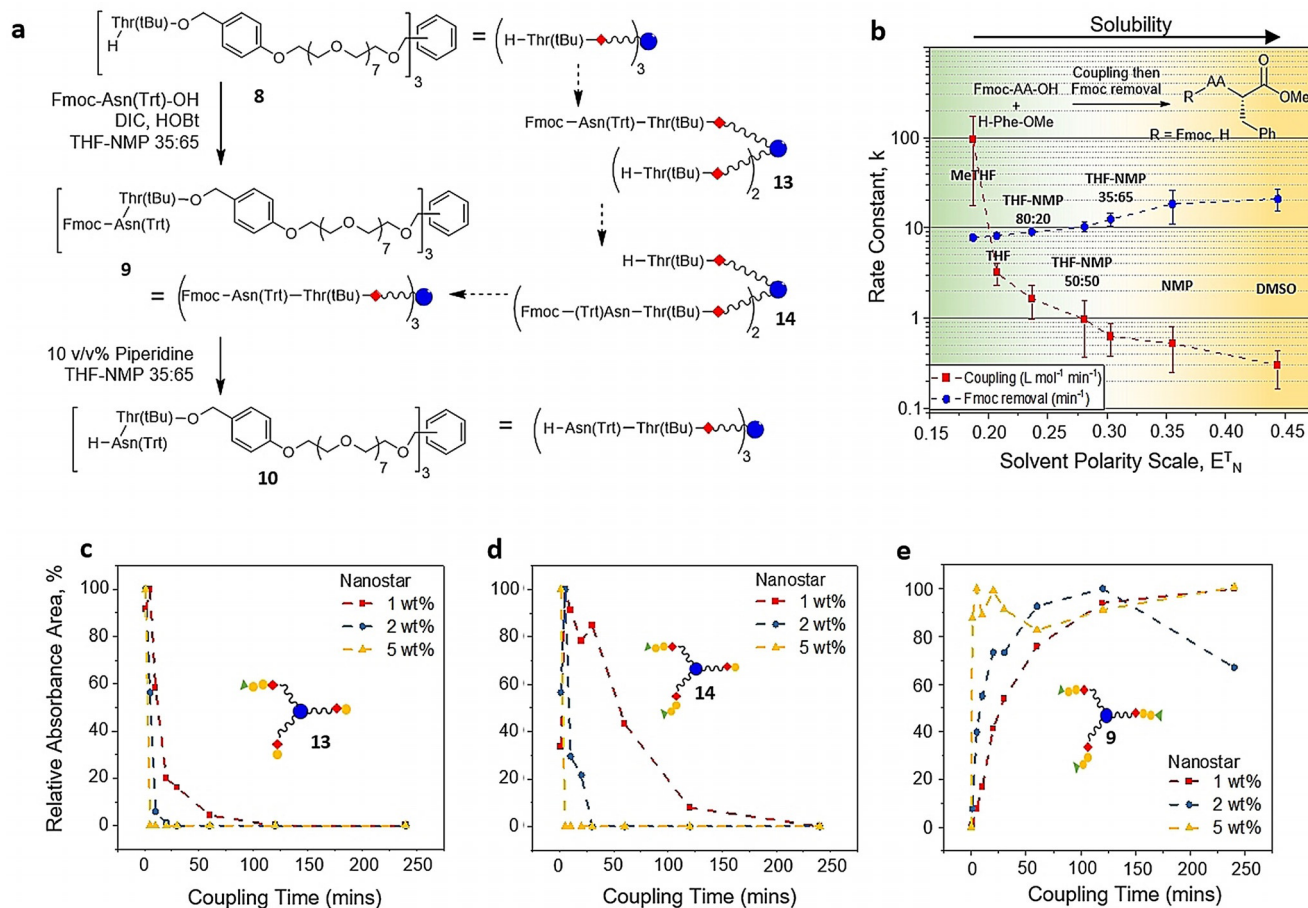 a
[ Thr(tBu)–O O O O ]3 = (H–Thr(tBu) )3
H 7
8
Fmoc-Asn(Trt)-OH
DIC, HOBt
THF-NMP 35:65
Fmoc–Asn(Trt)–Thr(tBu)
(H–Thr(tBu) )2
13
[ Thr(tBu)–O O O O ]3
Fmoc–Asn(Trt) 7
9
= (Fmoc–Asn(Trt)–Thr(tBu) )3
H–Thr(tBu)
(Fmoc–(Trt)Asn–Thr(tBu) )2
14
10 v/v% Piperidine
THF-NMP 35:65
[ Thr(tBu)–O O O O ]3 = (H–Asn(Trt)–Thr(tBu) )3
H–Asn(Trt) 7
10
b
Solubility
Fmoc-AA-OH
+
H-Phe-OMe
Coupling then
Fmoc removal
R AA O OMe
Ph
R = Fmoc, H
Rate Constant, k
100
10
1
0.1
MeTHF
THF
THF-NMP
80:20
THF-NMP
50:50
THF-NMP
35:65
NMP
DMSO
Coupling (L mol⁻¹ min⁻¹)
Fmoc removal (min⁻¹)
0.15 0.20 0.25 0.30 0.35 0.40 0.45
Solvent Polarity Scale, EᵀN
c
Relative Absorbance Area, %
100
80
60
40
20
0
Nanostar
1 wt%
2 wt%
5 wt%
13
0 50 100 150 200 250
Coupling Time (mins)
d
100
80
60
40
20
0
Nanostar
1 wt%
2 wt%
5 wt%
14
0 50 100 150 200 250
Coupling Time (mins)
e
100
80
60
40
20
0
9
Nanostar
1 wt%
2 wt%
5 wt%
0 50 100 150 200 250
Coupling Time (mins)